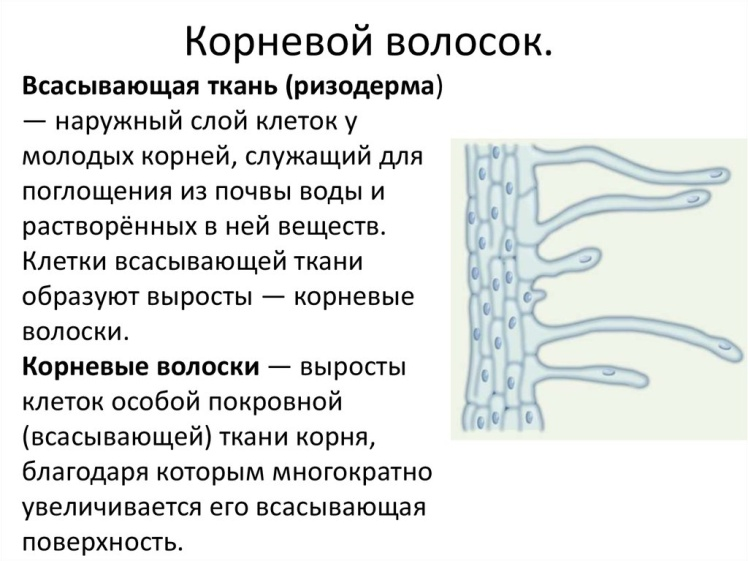 Корневой волосок.
Всасывающая ткань (ризодерма)
— наружный слой клеток у
молодых корней, служащий для
поглощения из почвы воды и
растворённых в ней веществ.
Клетки всасывающей ткани
образуют выросты — корневые
волоски.
Корневые волоски — выросты
клеток особой покровной
(всасывающей) ткани корня,
благодаря которым многократно
увеличивается его всасывающая
поверхность.